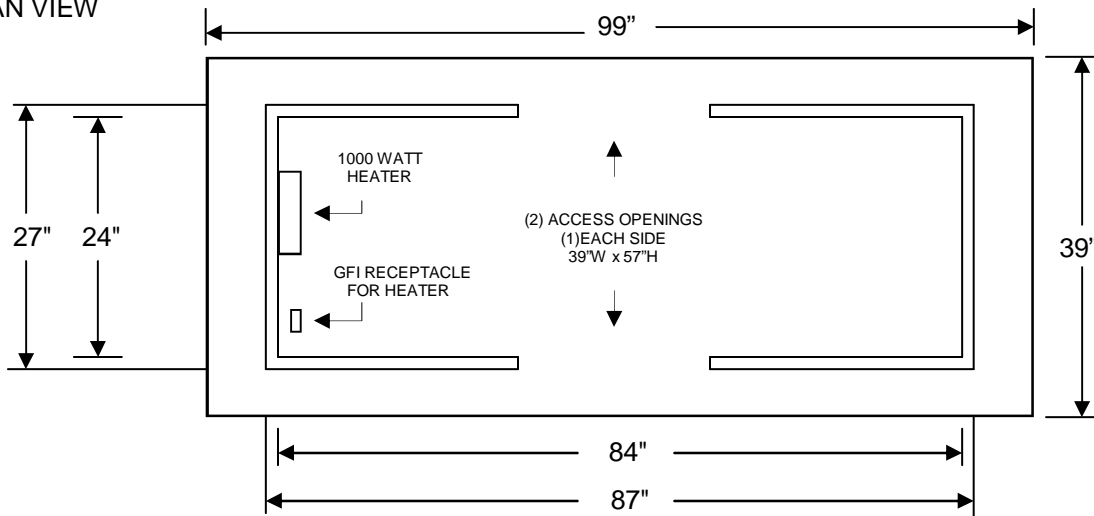 AN VIEW
99”
1000 WATT
HEATER
(2) ACCESS OPENINGS
(1)EACH SIDE
39”W x 57”H
27" 24"
39”
GFI RECEPTACLE
FOR HEATER
84"
87"